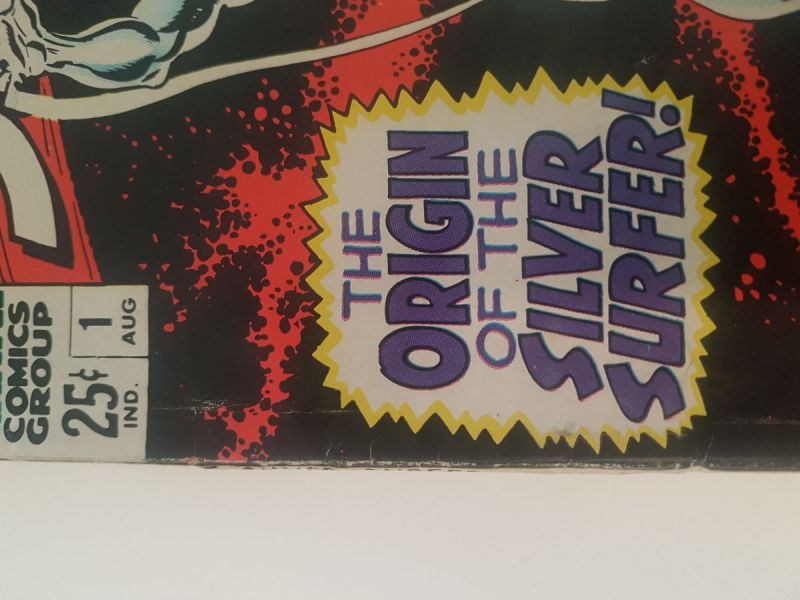 COMICS
GROUP
25¢
IND.
1
AUG
THE
ORIGIN
OF THE
SILVER
SURFER!